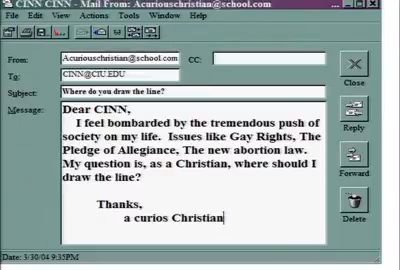 CINN CINN - Mail From: Acuriouschristian@school.com
File Edit View Actions Tools Window Help
From: Acuriouschristian@school.com CC:
To: CINN@CIU.EDU
Subject: Where do you draw the line?
Message:
Dear CINN,
I feel bombarded by the tremendous push of
society on my life. Issues like Gay Rights, The
Pledge of Allegiance, The new abortion law.
My question is, as a Christian, where should I
draw the line?
Thanks,
a curios Christian
Close
Reply
Forward
Delete
Date: 3/30/04 9:35PM